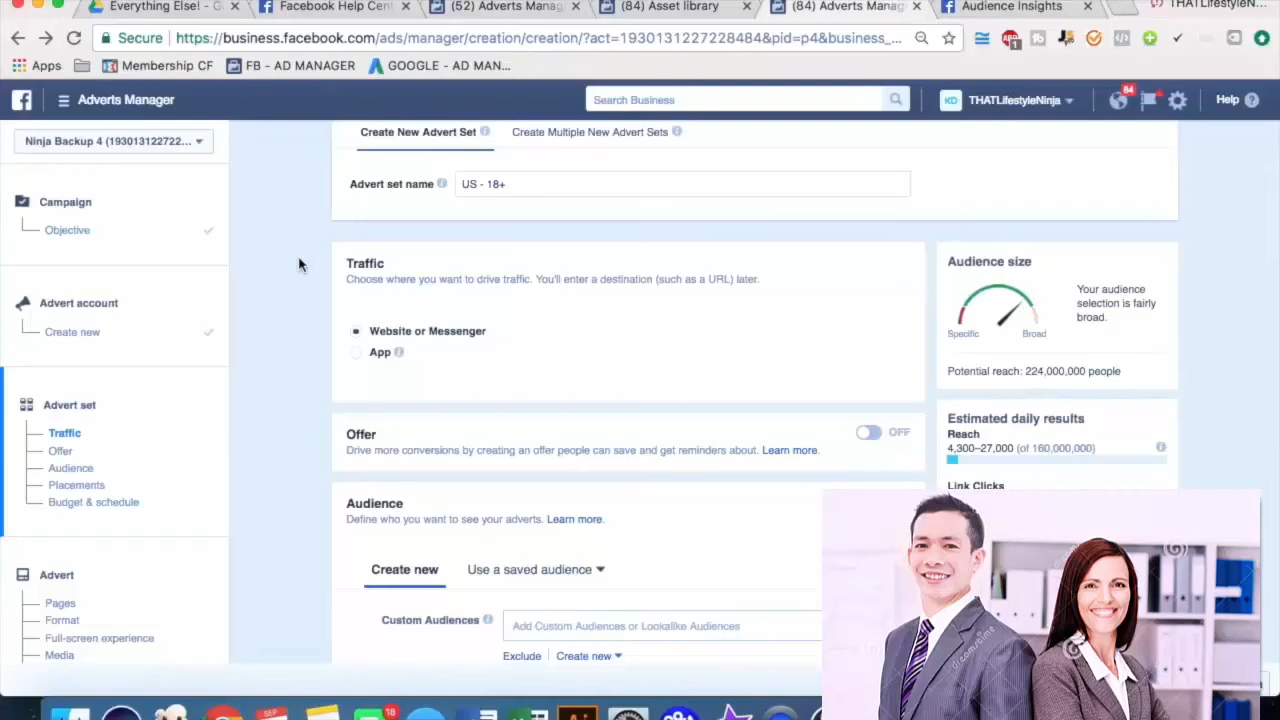 Everything Else! - G
Facebook Help Cen
(52) Adverts Manag
(84) Asset library
(84) Adverts Manag
Audience Insights
THATLifestyleN...
Secure
https://business.facebook.com/ads/manager/creation/creation/?act=1930131227228484&pid=p4&business_...
1
Apps
Membership CF
FB - AD MANAGER
GOOGLE - AD MAN...
Adverts Manager
Search Business
KO
THATLifestyleNinja
84
Help
Ninja Backup 4 (193013122722...
Create New Advert Set
Create Multiple New Advert Sets
Advert set name
US - 18+
Campaign
Objective
Advert account
Create new
Advert set
Traffic
Offer
Audience
Placements
Budget & schedule
Advert
Pages
Format
Full-screen experience
Media
Traffic
Choose where you want to drive traffic. You'll enter a destination (such as a URL) later.
Website or Messenger
App
Offer
OFF
Drive more conversions by creating an offer people can save and get reminders about. Learn more.
Audience
Define who you want to see your adverts. Learn more.
Create new
Use a saved audience
Custom Audiences
Add Custom Audiences or Lookalike Audiences
Exclude
Create new
Audience size
Your audience
selection is fairly
broad.
Specific
Broad
Potential reach: 224,000,000 people
Estimated daily results
Reach
4,300–27,000 (of 160,000,000)
Link Clicks
dreamstime
SEP
18
Ai